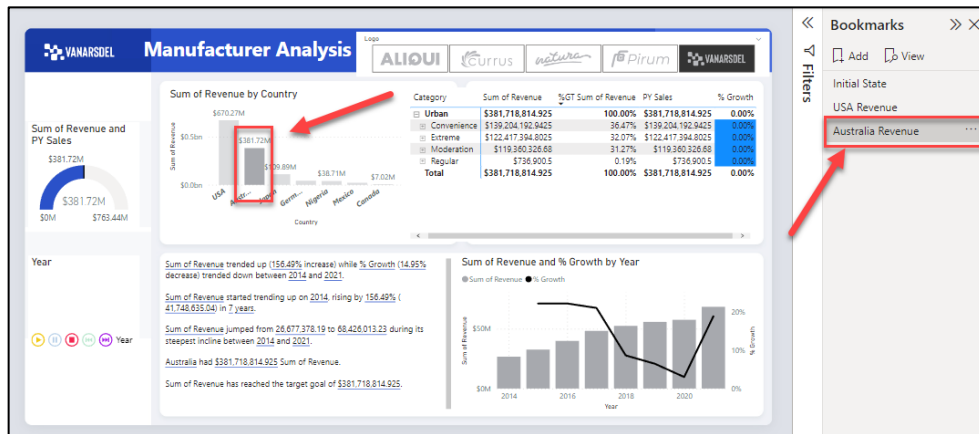 VANARSDEL
Manufacturer Analysis
Logo
ALIQUI
Currus
natura
Pirum
VANARSDEL
Sum of Revenue and
PY Sales
$381.72M
$381.72M
$0M
$763.44M
Year
Year
Sum of Revenue by Country
Sum of Revenue
$0.5bn
$0.0bn
$670.27M
$381.72M
$109.89M
$38.71M
$7.02M
USA
Austr...
Japan
Germ...
Nigeria
Mexico
Canada
Country
Category Sum of Revenue %GT Sum of Revenue PY Sales % Growth
Urban $381,718,814.925 100.00% $381,718,814.925 0.00%
Convenience $139,204,192.9425 36.47% $139,204,192.9425 0.00%
Extreme $122,417,394.8025 32.07% $122,417,394.8025 0.00%
Moderation $119,360,326.68 31.27% $119,360,326.68 0.00%
Regular $736,900.5 0.19% $736,900.5 0.00%
Total $381,718,814.925 100.00% $381,718,814.925 0.00%
Sum of Revenue trended up (156.49% increase) while % Growth (14.95%
decrease) trended down between 2014 and 2021.
Sum of Revenue started trending up on 2014, rising by 156.49% (
41,748,635.04) in 7 years.
Sum of Revenue jumped from 26,677,378.19 to 68,426,013.23 during its
steepest incline between 2014 and 2021.
Australia had $381,718,814.925 Sum of Revenue.
Sum of Revenue has reached the target goal of $381,718,814.925.
Sum of Revenue and % Growth by Year
Sum of Revenue % Growth
Sum of Revenue
$50M
$0M
20%
10%
0%
% Growth
2014 2016 2018 2020
Year
Filters
Bookmarks
Add View
Initial State
USA Revenue
Australia Revenue ...